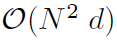 𝒪(N² d)